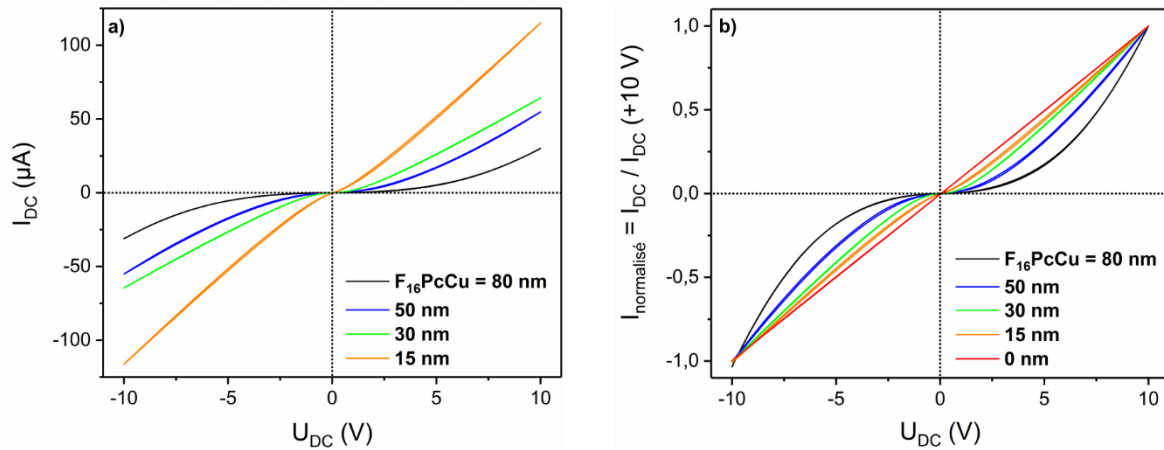 a)
100
50
0
-50
-100
I_DC (µA)
-10
-5
0
5
10
U_DC (V)
F₁₆PcCu = 80 nm
50 nm
30 nm
15 nm
b)
1,0
0,5
0,0
-0,5
-1,0
I_normalisé = I_DC / I_DC (+10 V)
-10
-5
0
5
10
U_DC (V)
F₁₆PcCu = 80 nm
50 nm
30 nm
15 nm
0 nm